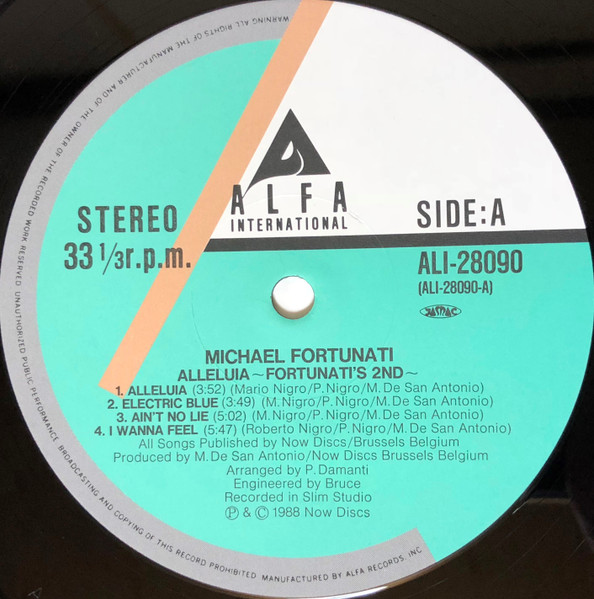 WARNING. ALL RIGHTS OF THE MANUFACTURER AND OF THE OWNER OF THE RECORDED WORK RESERVED. UNAUTHORIZED PUBLIC PERFORMANCE, BROADCASTING AND COPYING OF THIS RECORD PROHIBITED MANUFACTURED BY ALFA RECORDS, INC
ALFA
INTERNATIONAL
STEREO
33 1/3 r.p.m.
SIDE:A
ALI-28090
(ALI-28090-A)
JASRAC
MICHAEL FORTUNATI
ALLELUIA ~FORTUNATI'S 2ND~
1. ALLELUIA (3:52) (Mario Nigro/P.Nigro/M.De San Antonio)
2. ELECTRIC BLUE (3:49) (M.Nigro/P.Nigro/M.De San Antonio)
3. AIN'T NO LIE (5:02) (M.Nigro/P.Nigro/M.De San Antonio)
4. I WANNA FEEL (5:47) (Roberto Nigro/P.Nigro/M.De San Antonio)
All Songs Published by Now Discs/Brussels Belgium
Produced by M.De San Antonio/Now Discs Brussels Belgium
Arranged by P.Damanti
Engineered by Bruce
Recorded in Slim Studio
Ⓟ & © 1988 Now Discs